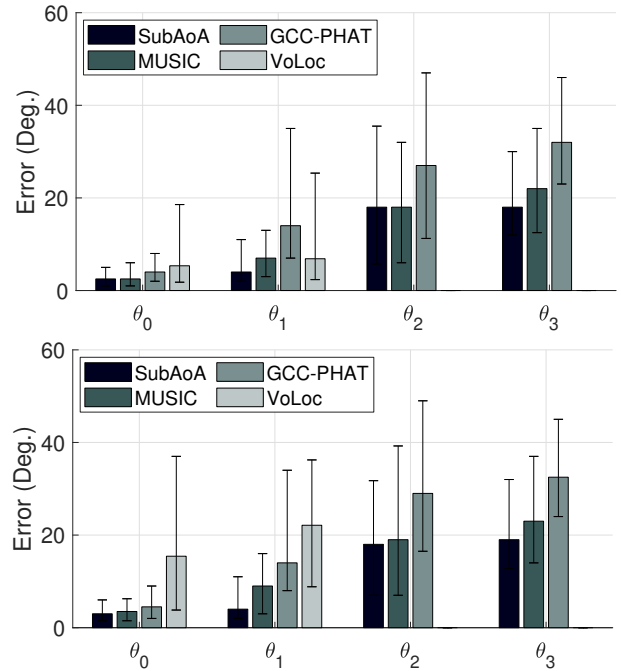 60
SubAoA GCC-PHAT
MUSIC VoLoc
40
Error (Deg.)
20
0
θ0 θ1 θ2 θ3
60
SubAoA GCC-PHAT
MUSIC VoLoc
40
Error (Deg.)
20
0
θ0 θ1 θ2 θ3